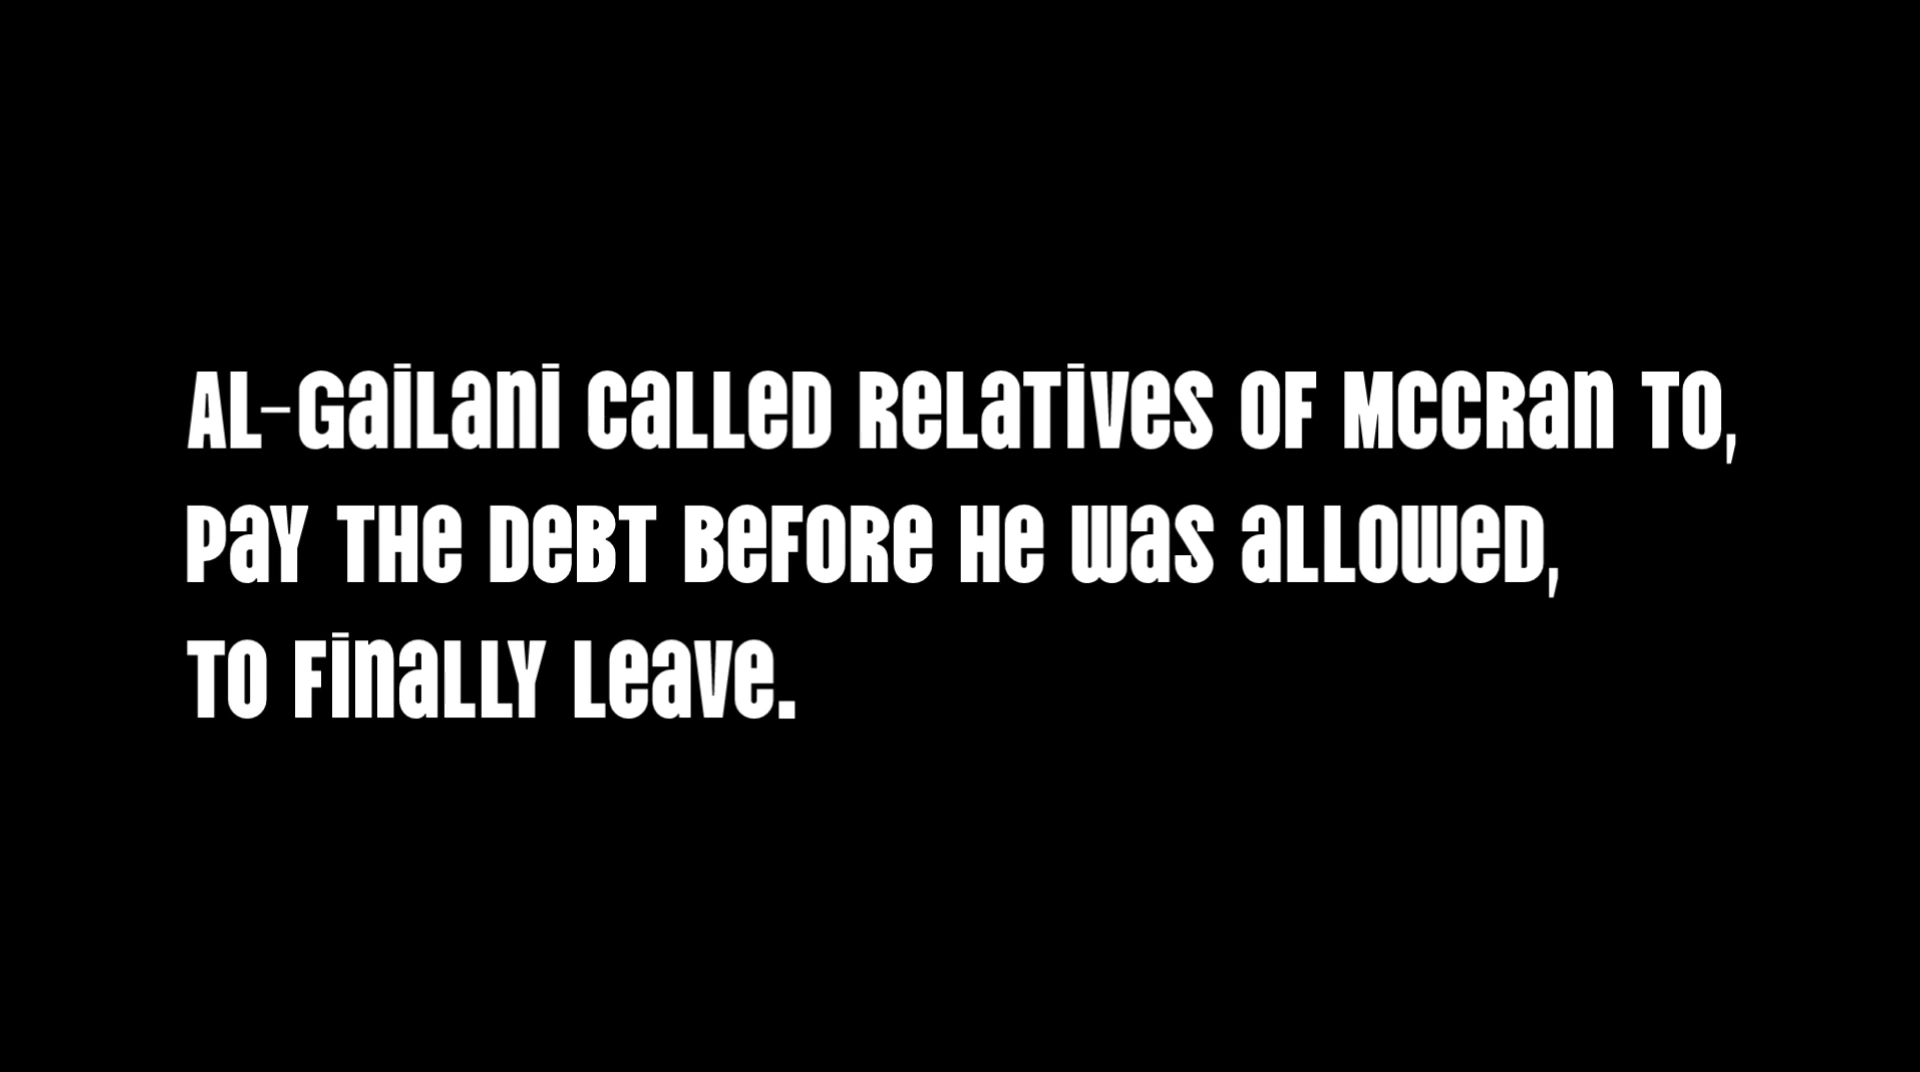 AL-Gailani called relatives of McCran to,
pay the debt before he was allowed,
to finally leave.